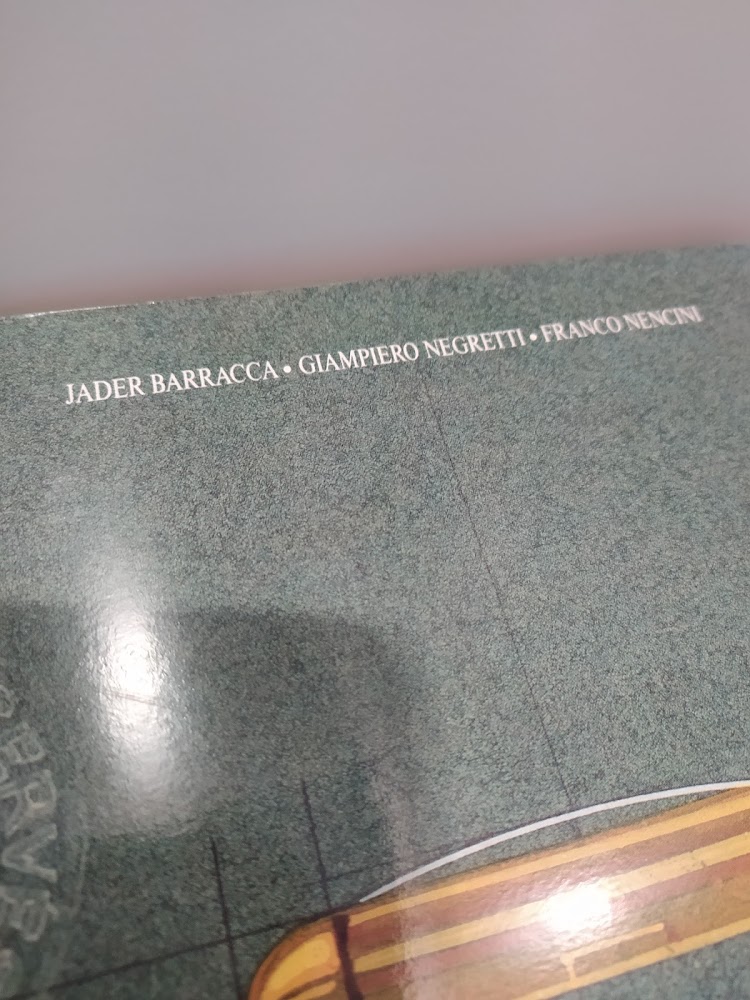 JADER BARRACCA • GIAMPIERO NEGRETTI • FRANCO NENCINI